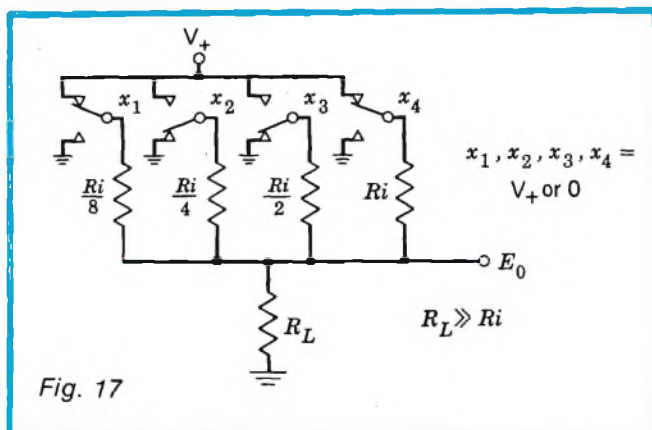 V+
x1 x2 x3 x4
Ri/8 Ri/4 Ri/2 Ri
x1, x2, x3, x4 =
V+ or 0
E0
RL
RL ≫ Ri
Fig. 17